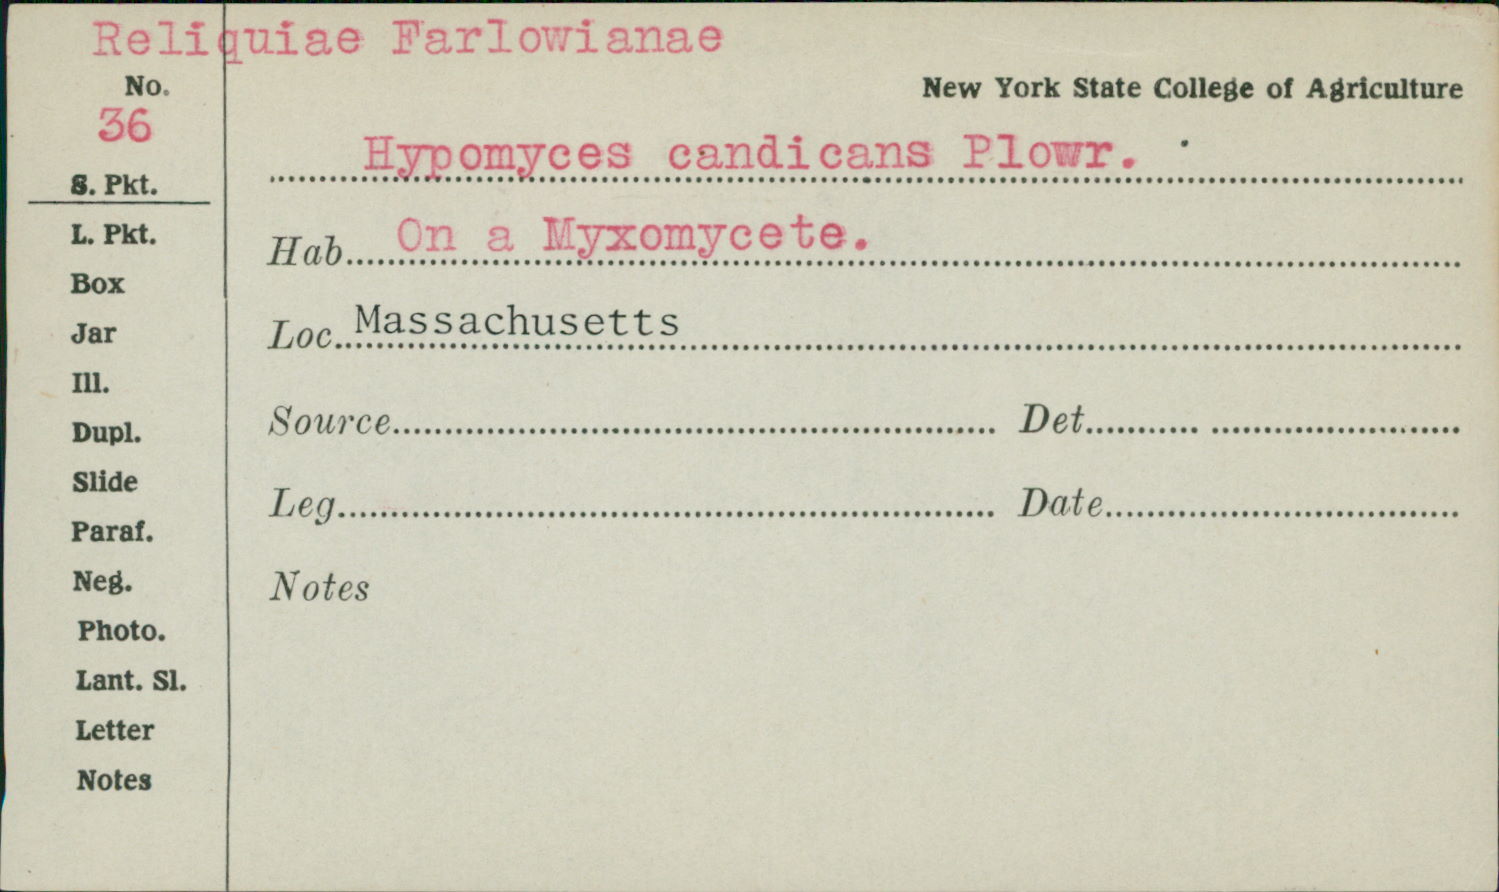 Reliquiae Farlowianae
No.
New York State College of Agriculture
36
Hypomyces candicans Plowr.
S. Pkt.
L. Pkt.
Hab. On a Myxomycete.
Box
Loc. Massachusetts
Jar
Ill.
Dupl.
Source Det.
Slide
Leg. Date
Paraf.
Neg.
Notes
Photo.
Lant. Sl.
Letter
Notes